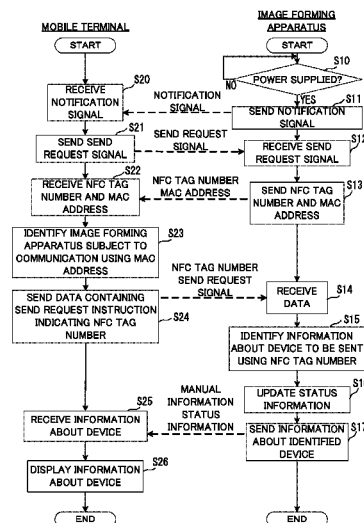 MOBILE TERMINAL
IMAGE FORMING
APPARATUS
START
START
S10
POWER SUPPLIED?
NO
YES
S20
RECEIVE
NOTIFICATION
SIGNAL
NOTIFICATION
SIGNAL
S11
SEND NOTIFICATION
SIGNAL
S21
SEND SEND
REQUEST SIGNAL
SEND REQUEST
SIGNAL
S12
RECEIVE SEND
REQUEST SIGNAL
S22
RECEIVE NFC TAG
NUMBER AND MAC
ADDRESS
NFC TAG NUMBER
MAC ADDRESS
S13
SEND NFC TAG
NUMBER AND MAC
ADDRESS
S23
IDENTIFY IMAGE FORMING
APPARATUS SUBJECT TO
COMMUNICATION USING MAC
ADDRESS
NFC TAG NUMBER
SEND REQUEST
SIGNAL
SEND DATA CONTAINING
SEND REQUEST INSTRUCTION
INDICATING NFC TAG
NUMBER
S24
S14
RECEIVE
DATA
S15
IDENTIFY INFORMATION
ABOUT DEVICE TO BE SENT
USING NFC TAG NUMBER
S16
UPDATE STATUS
INFORMATION
S25
RECEIVE INFORMATION
ABOUT DEVICE
MANUAL
INFORMATION
STATUS
INFORMATION
S17
SEND INFORMATION
ABOUT IDENTIFIED
DEVICE
S26
DISPLAY INFORMATION
ABOUT DEVICE
END
END